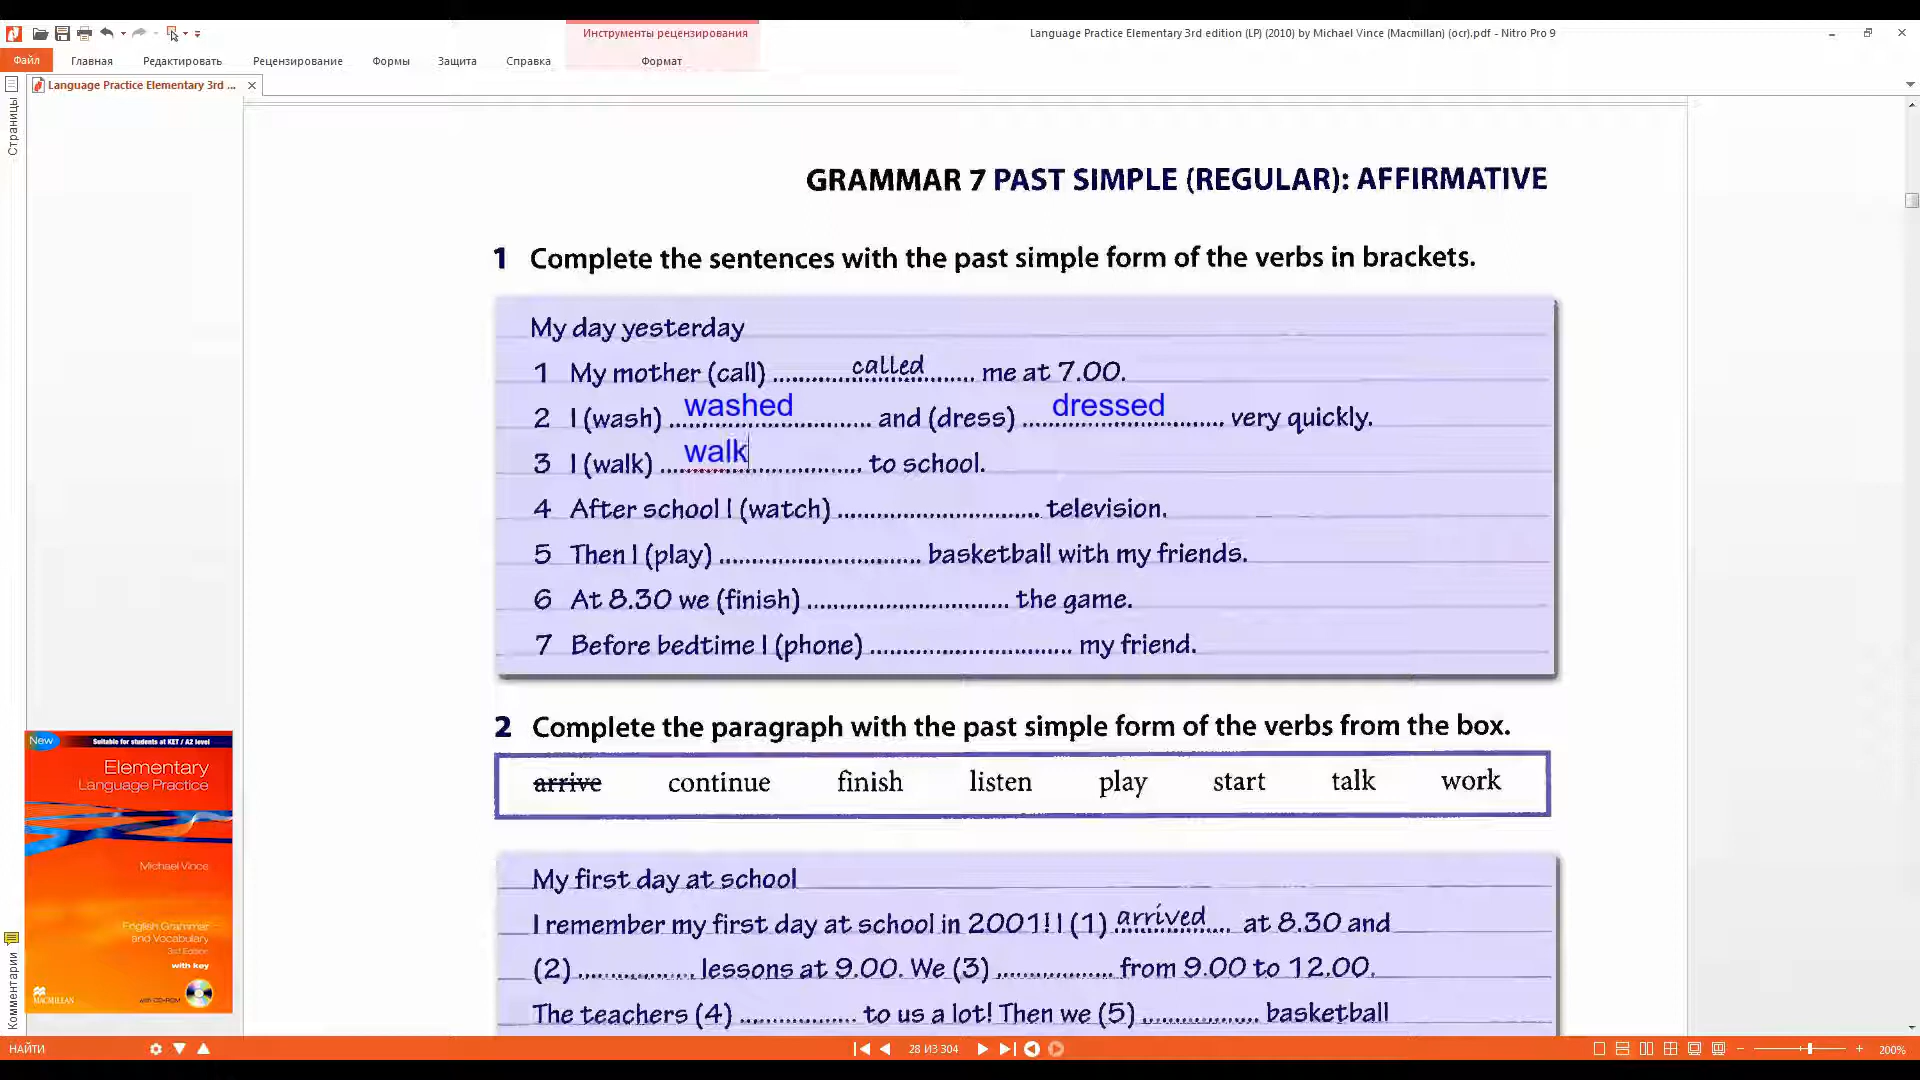 Инструменты рецензирования
Language Practice Elementary 3rd edition (LP) (2010) by Michael Vince (Macmillan) (ocr).pdf - Nitro Pro 9
Файл Главная Редактировать Рецензирование Формы Защита Справка Формат
Language Practice Elementary 3rd ...
Страницы
GRAMMAR 7 PAST SIMPLE (REGULAR): AFFIRMATIVE
1 Complete the sentences with the past simple form of the verbs in brackets.
My day yesterday
1 My mother (call) .......... called .......... me at 7.00.
2 I (wash) washed .......... and (dress) dressed .......... very quickly.
3 I (walk) walk .......... to school.
4 After school I (watch) .............................. television.
5 Then I (play) .............................. basketball with my friends.
6 At 8.30 we (finish) .............................. the game.
7 Before bedtime I (phone) .............................. my friend.
2 Complete the paragraph with the past simple form of the verbs from the box.
arrive continue finish listen play start talk work
My first day at school
I remember my first day at school in 2001! I (1) arrived at 8.30 and
(2) ................. lessons at 9.00. We (3) ................. from 9.00 to 12.00.
The teachers (4) ................. to us a lot! Then we (5) ................. basketball
New Suitable for students at KET / A2 level
Elementary
Language Practice
Michael Vince
English Grammar
and Vocabulary
3rd Edition
with key
MACMILLAN
with CD-ROM
Комментарии
НАЙТИ
28 ИЗ 304
200%